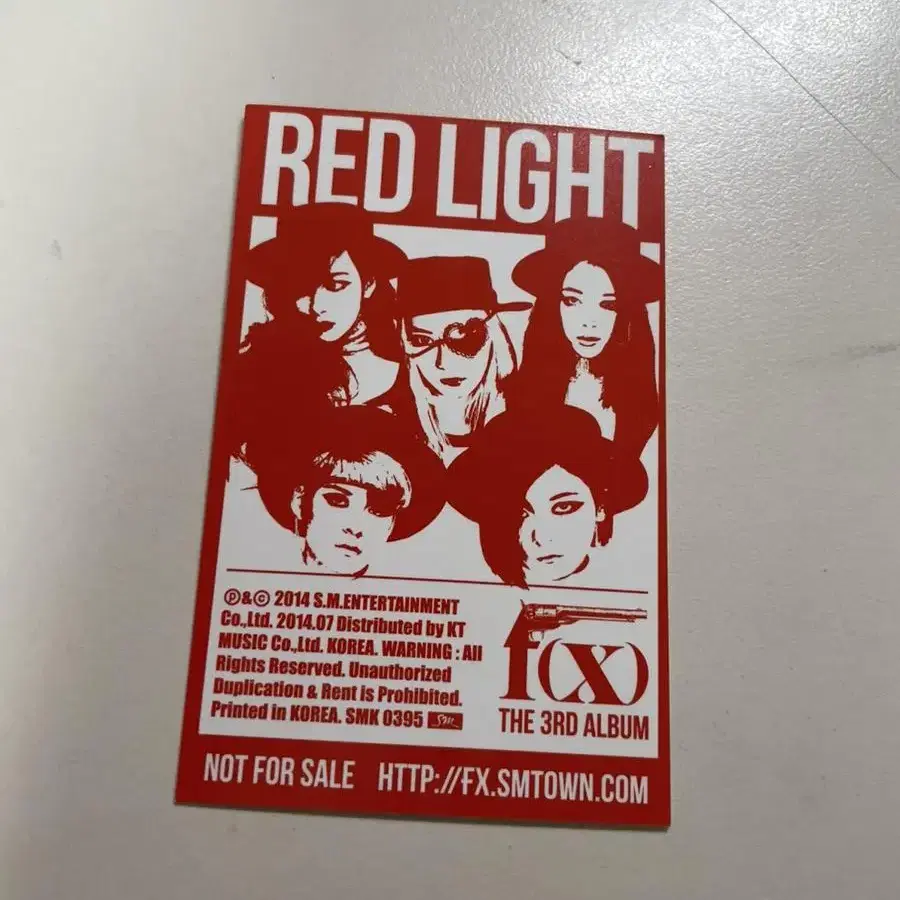 RED LIGHT
Ⓟ&ⓒ 2014 S.M.ENTERTAINMENT
Co.,Ltd. 2014.07 Distributed by KT
MUSIC Co.,Ltd. KOREA. WARNING : All
Rights Reserved. Unauthorized
Duplication & Rent is Prohibited.
Printed in KOREA. SMK 0395 S.M.
f(x)
THE 3RD ALBUM
NOT FOR SALE HTTP://FX.SMTOWN.COM